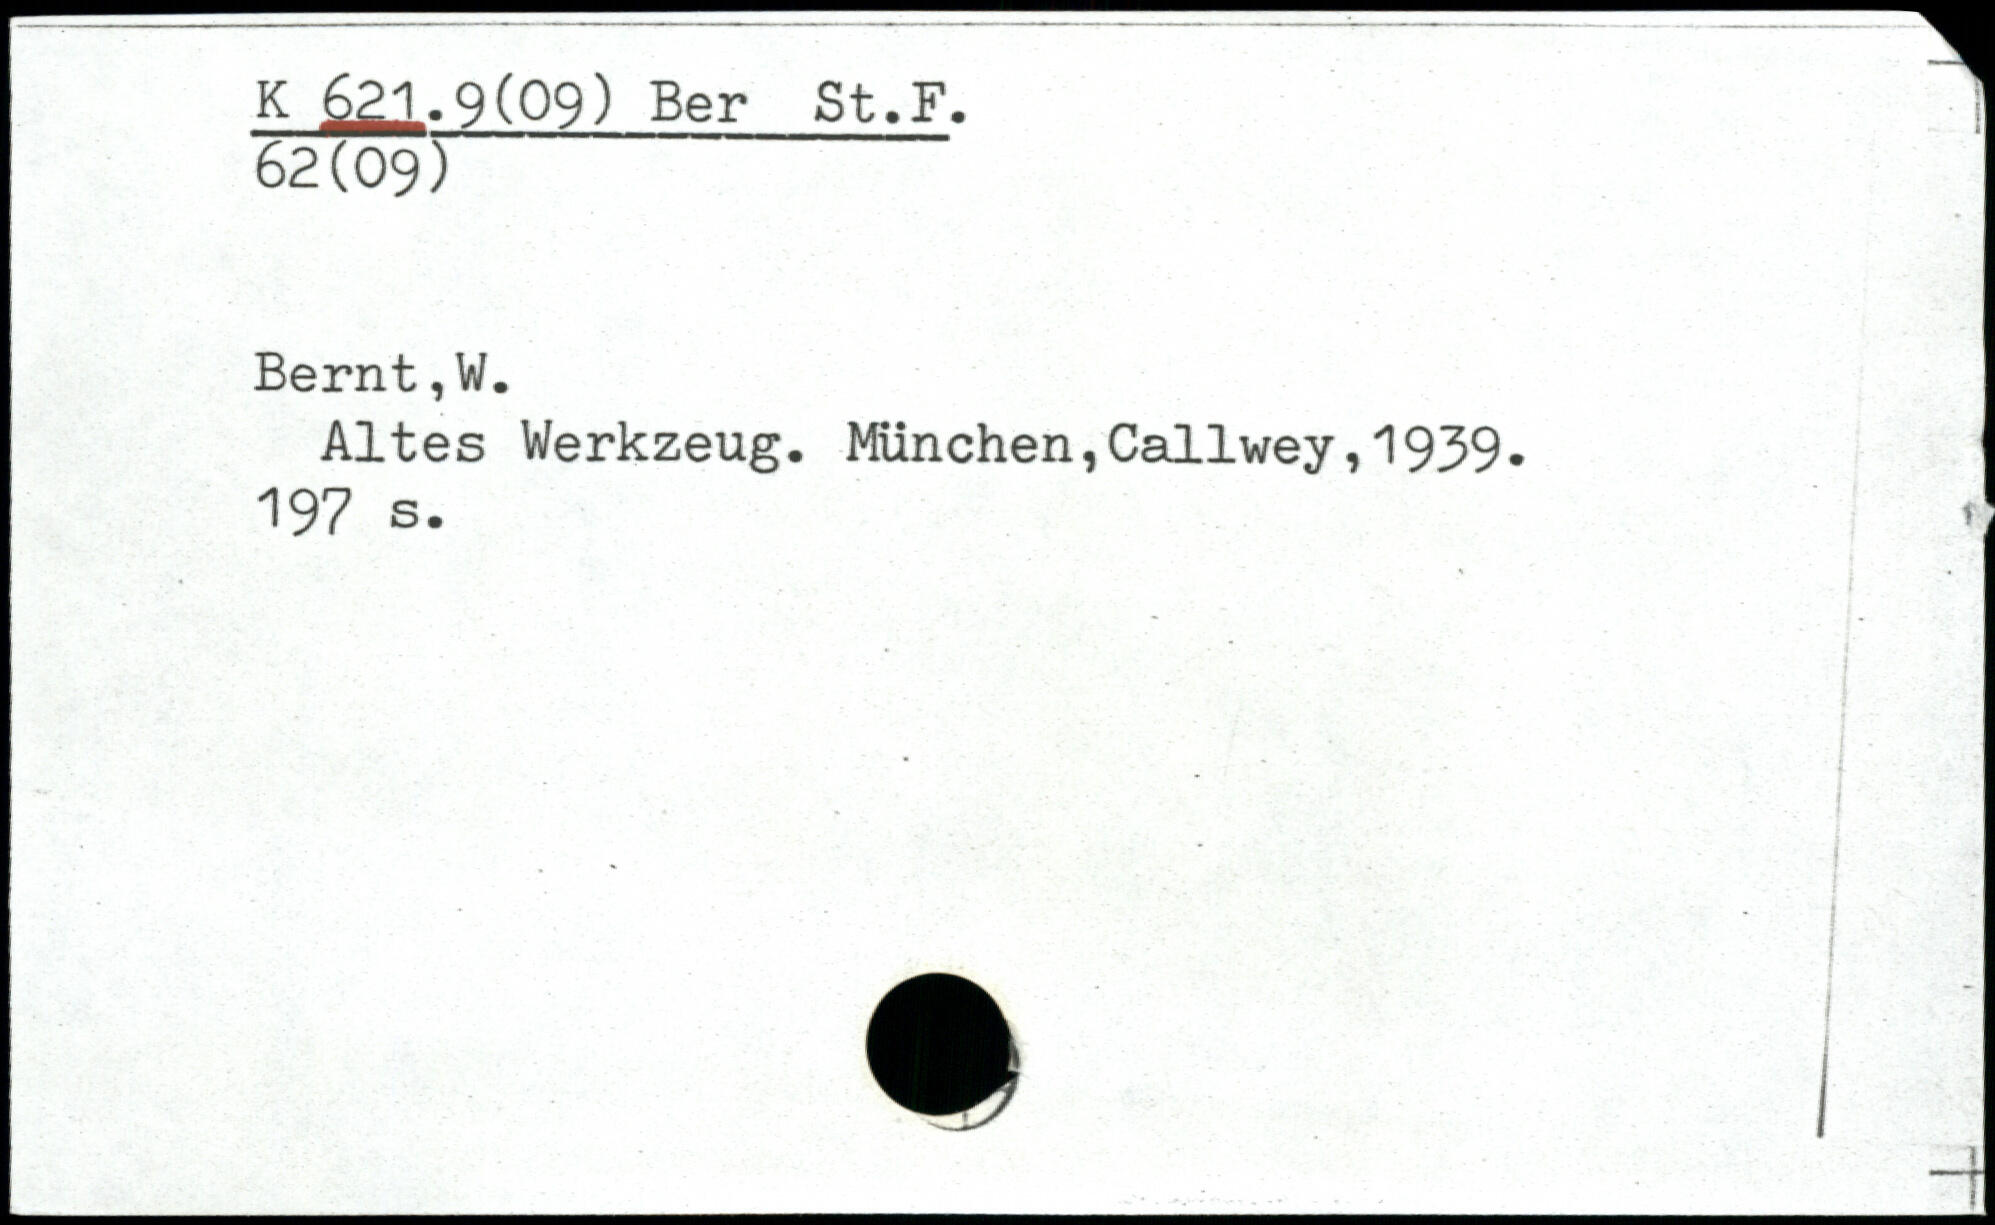 K 621.9(09) Ber St.F.
62(09)
Bernt,W.
Altes Werkzeug. München,Callwey,1939.
197 s.